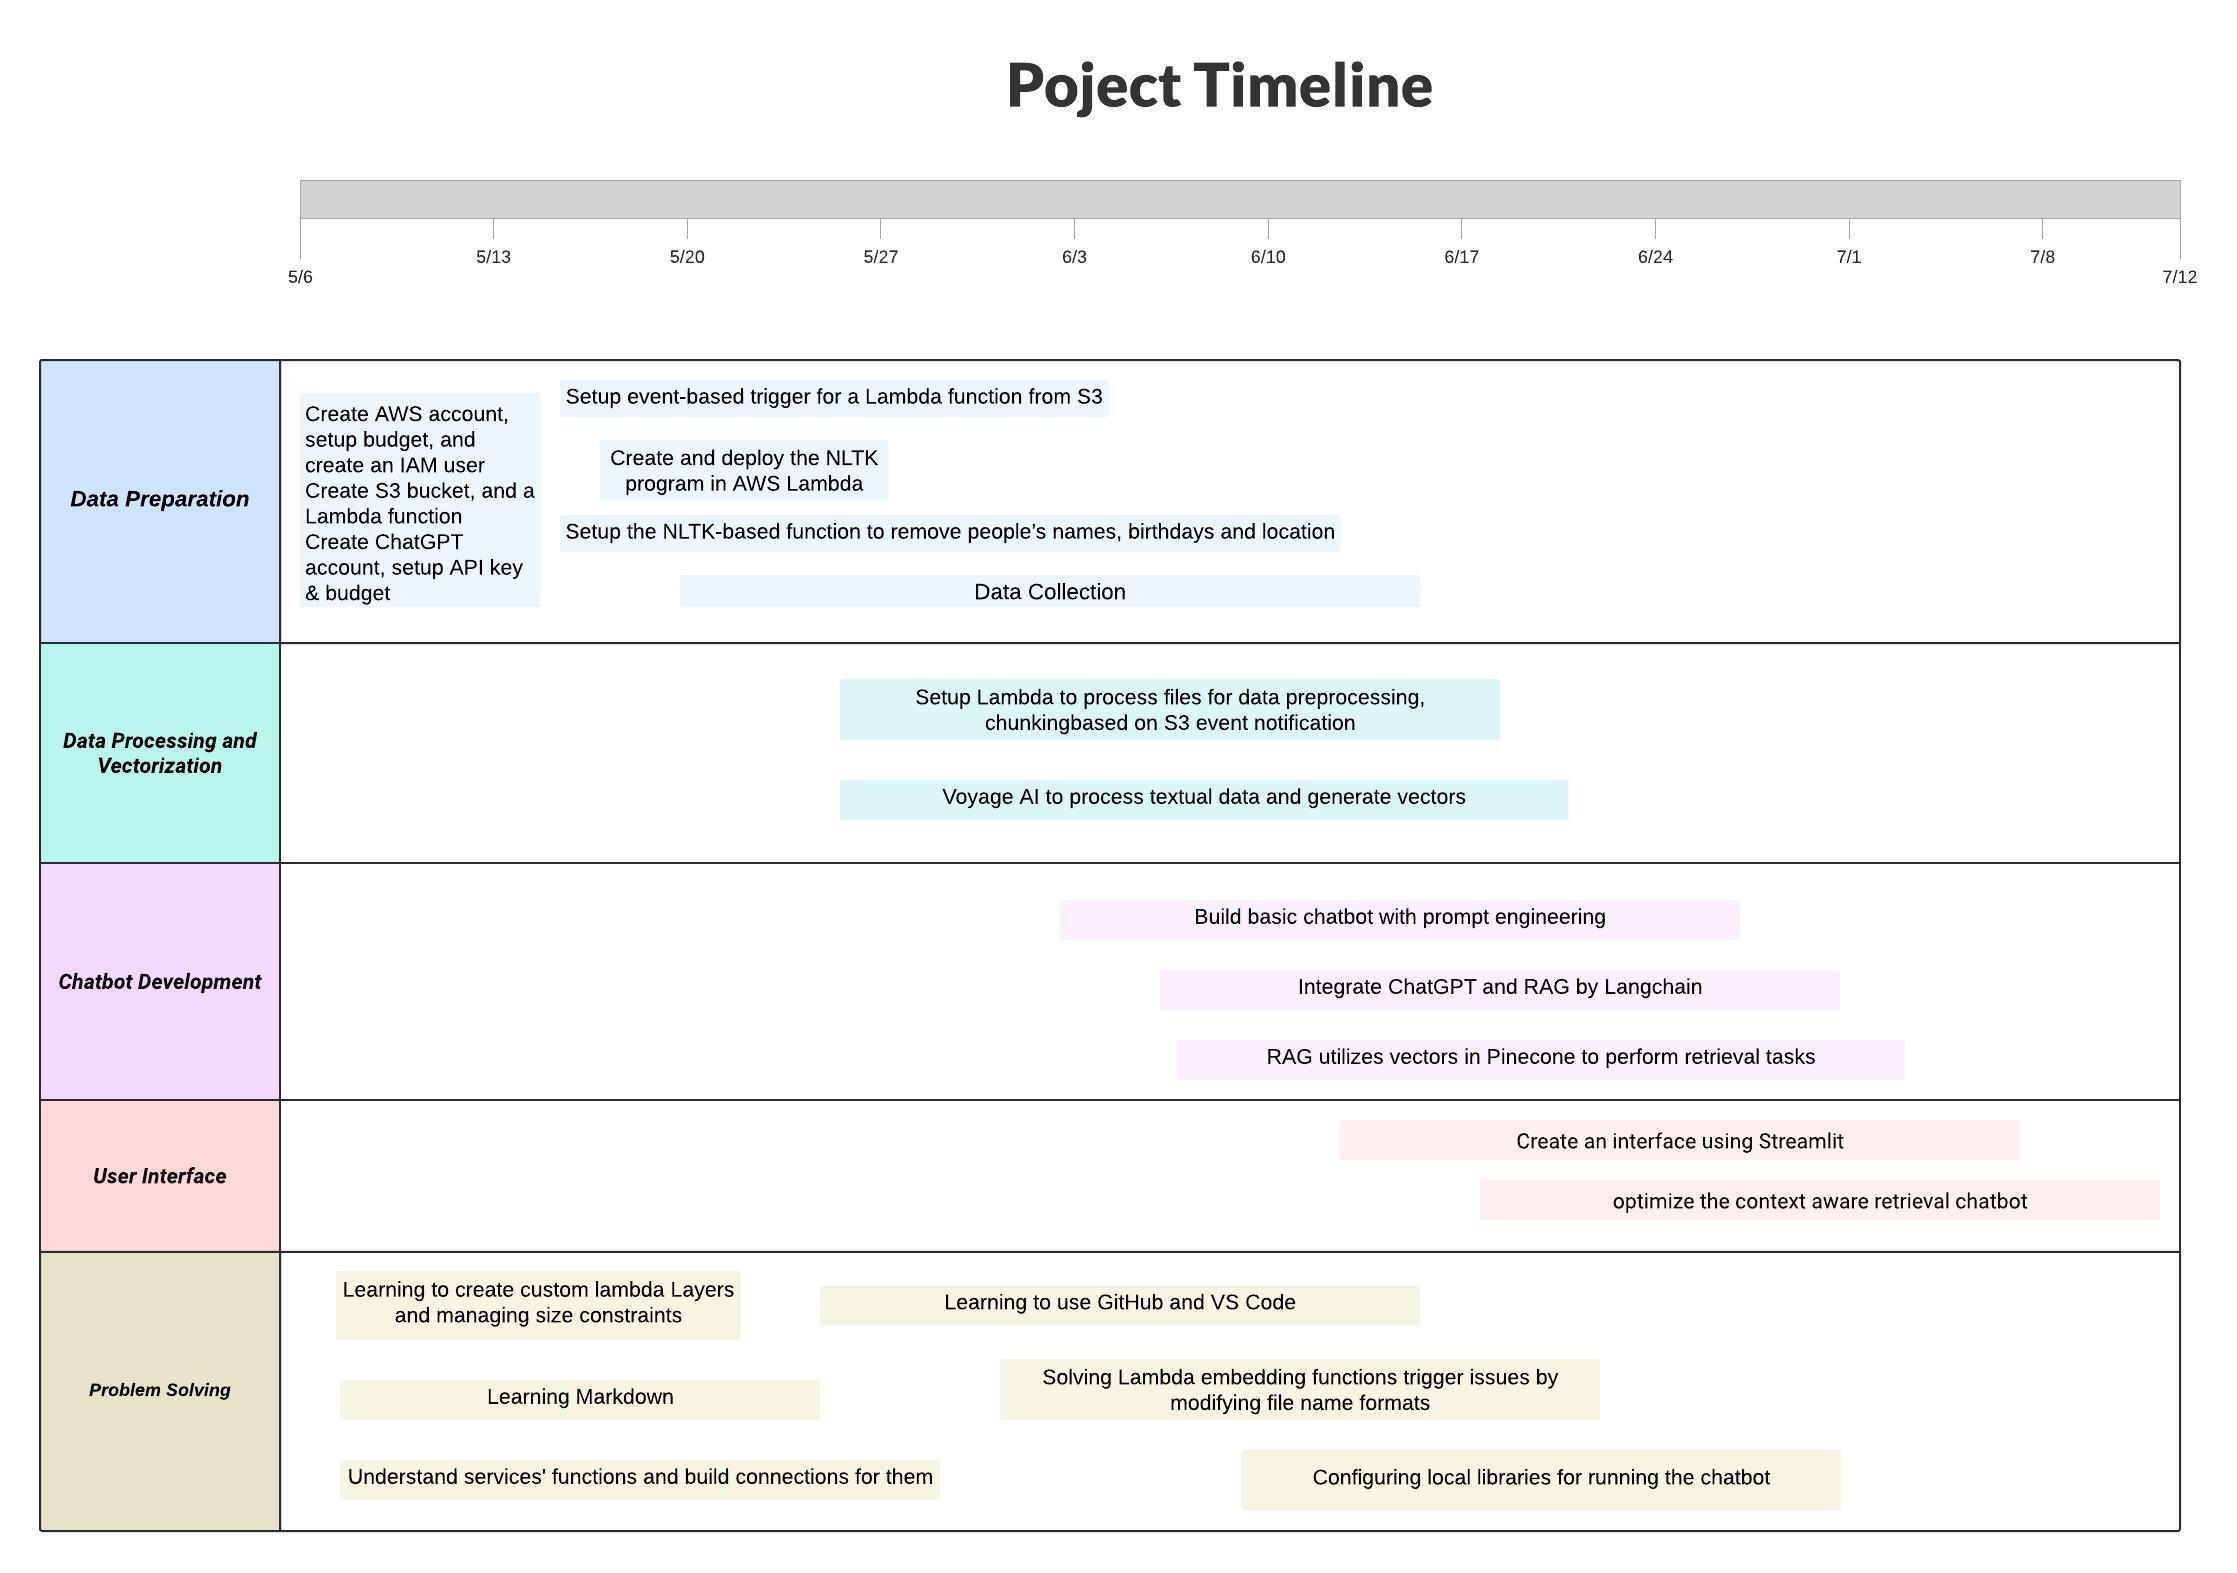 Poject Timeline
5/13
5/20
5/27
6/3
6/10
6/17
6/24
7/1
7/8
5/6
7/12
Data Preparation
Create AWS account,
setup budget, and
create an IAM user
Create S3 bucket, and a
Lambda function
Create ChatGPT
account, setup API key
& budget
Setup event-based trigger for a Lambda function from S3
Create and deploy the NLTK
program in AWS Lambda
Setup the NLTK-based function to remove people’s names, birthdays and location
Data Collection
Data Processing and
Vectorization
Setup Lambda to process files for data preprocessing,
chunkingbased on S3 event notification
Voyage AI to process textual data and generate vectors
Chatbot Development
Build basic chatbot with prompt engineering
Integrate ChatGPT and RAG by Langchain
RAG utilizes vectors in Pinecone to perform retrieval tasks
User Interface
Create an interface using Streamlit
optimize the context aware retrieval chatbot
Problem Solving
Learning to create custom lambda Layers
and managing size constraints
Learning to use GitHub and VS Code
Learning Markdown
Solving Lambda embedding functions trigger issues by
modifying file name formats
Understand services' functions and build connections for them
Configuring local libraries for running the chatbot